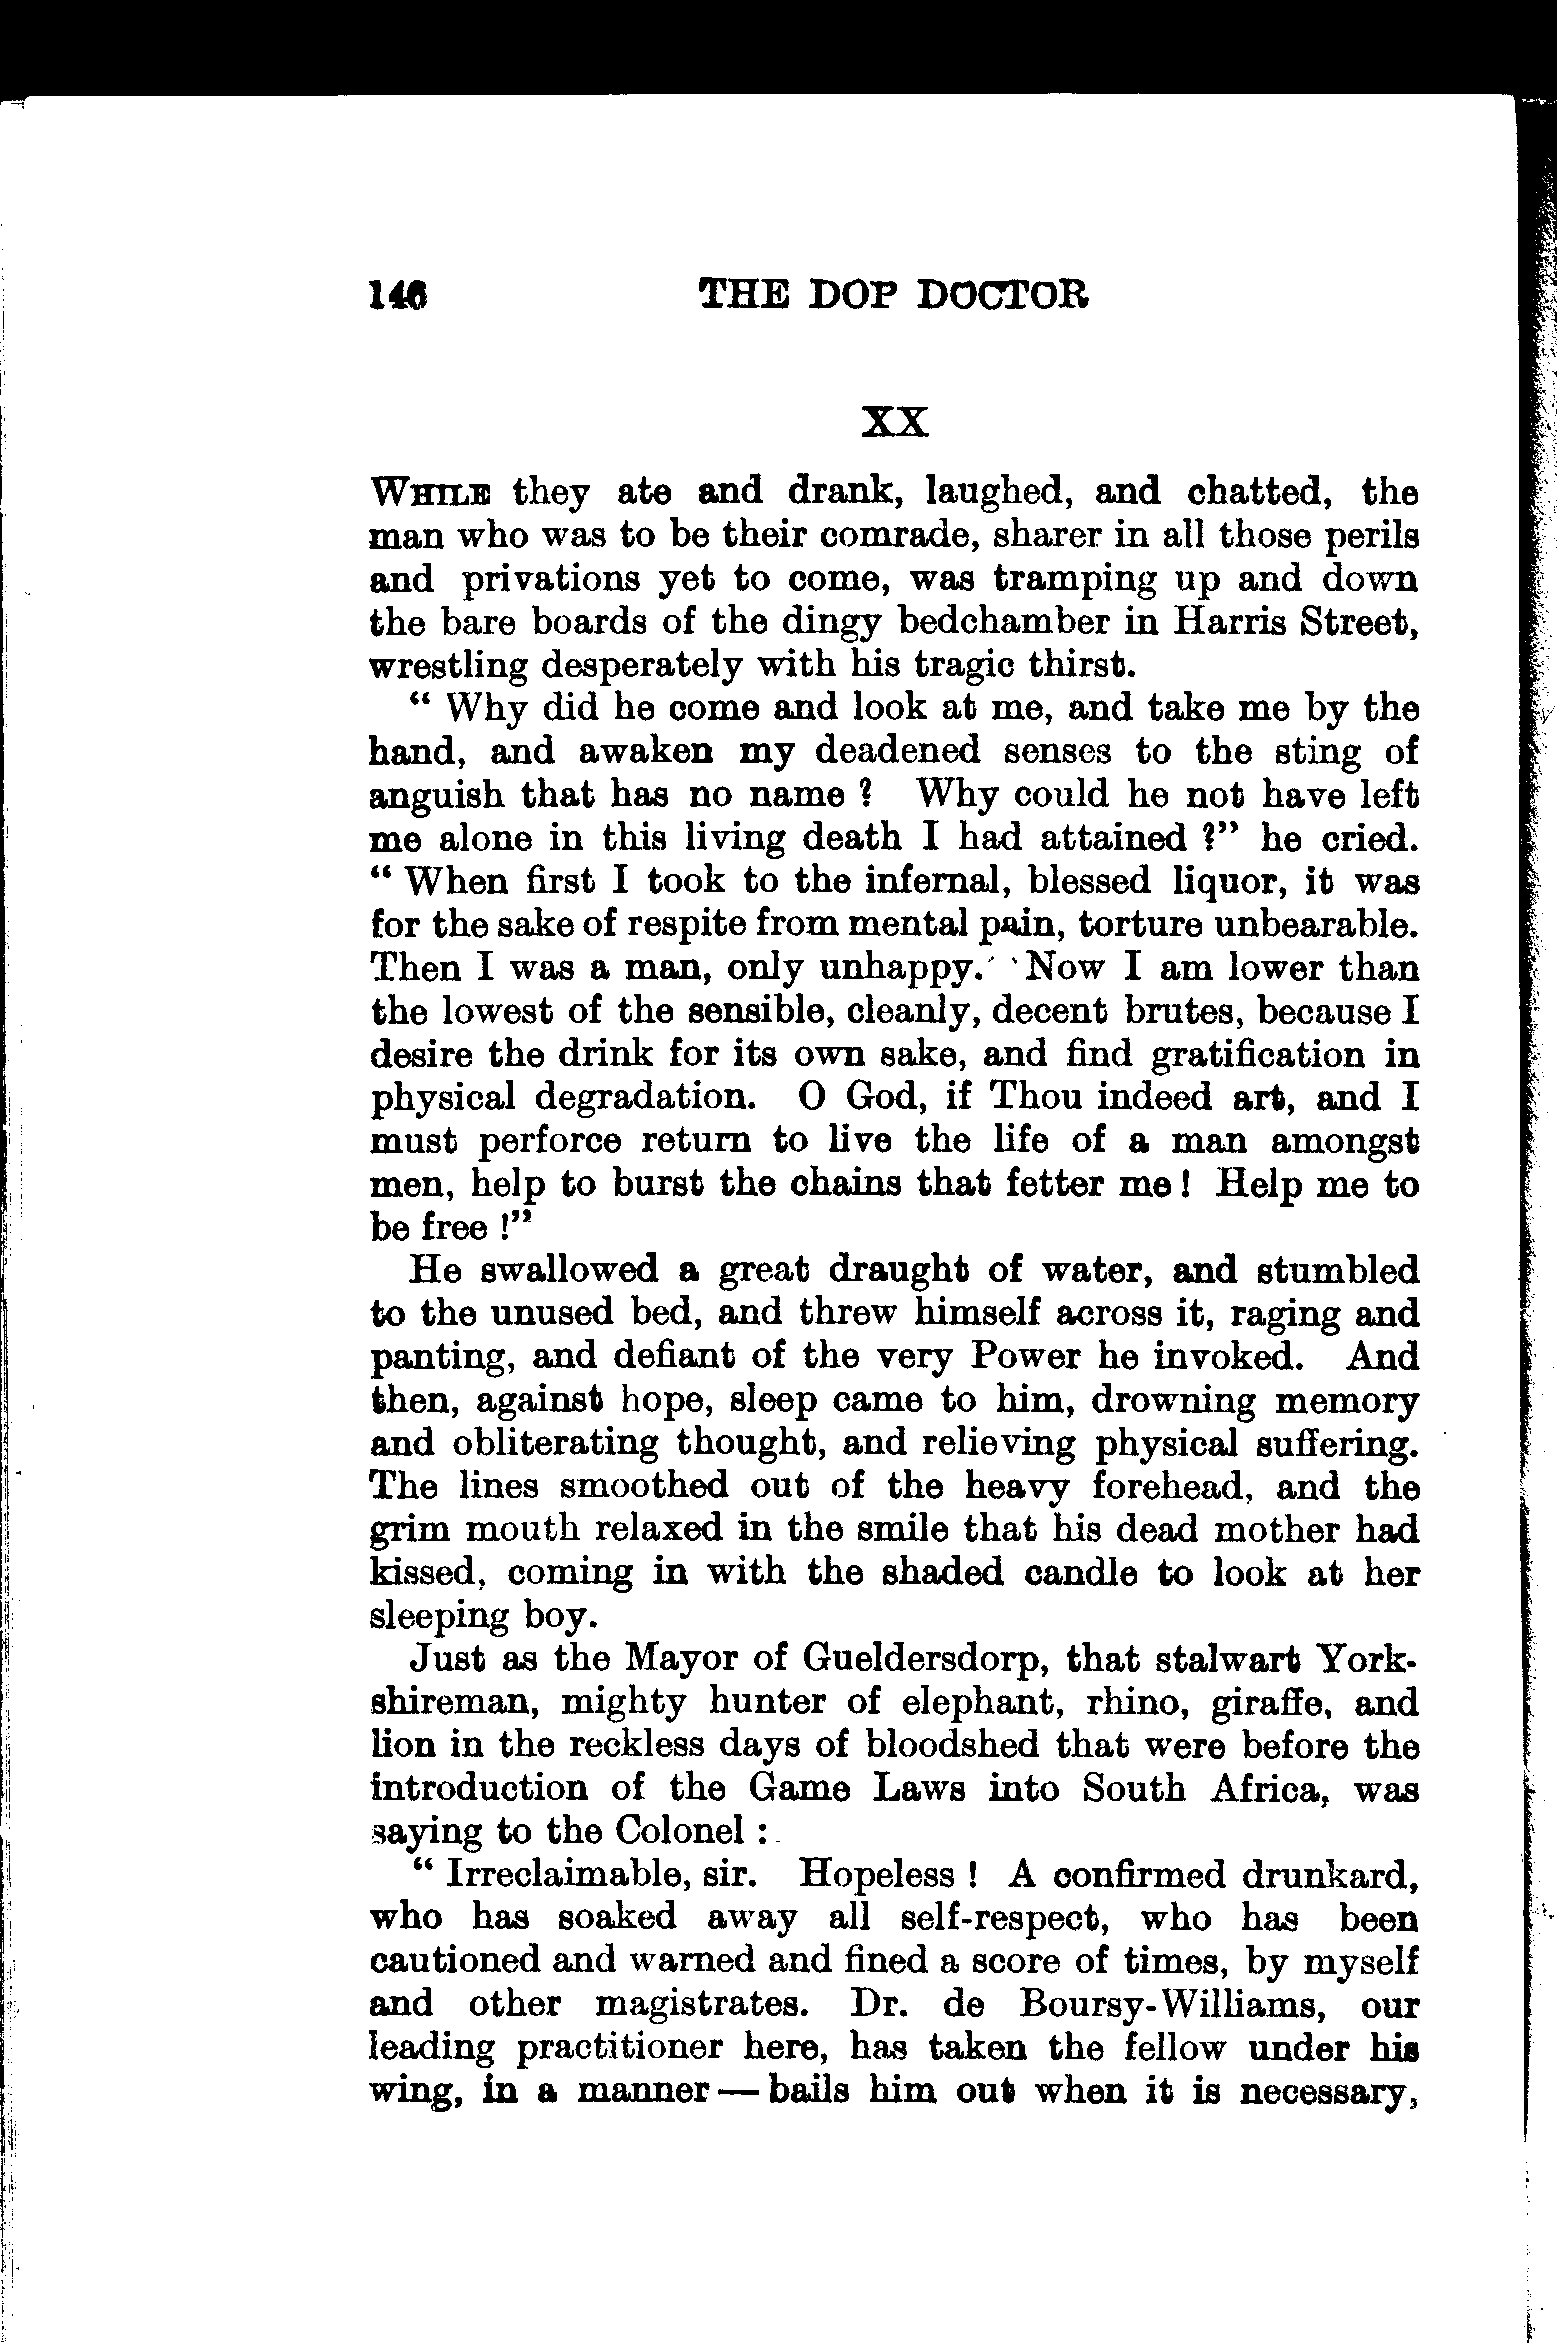 146 THE DOP DOCTOR
XX
WHILE they ate and drank, laughed, and chatted, the
man who was to be their comrade, sharer in all those perils
and privations yet to come, was tramping up and down
the bare boards of the dingy bedchamber in Harris Street,
wrestling desperately with his tragic thirst.
“ Why did he come and look at me, and take me by the
hand, and awaken my deadened senses to the sting of
anguish that has no name ? Why could he not have left
me alone in this living death I had attained ?” he cried.
“ When first I took to the infernal, blessed liquor, it was
for the sake of respite from mental pain, torture unbearable.
Then I was a man, only unhappy. Now I am lower than
the lowest of the sensible, cleanly, decent brutes, because I
desire the drink for its own sake, and find gratification in
physical degradation. O God, if Thou indeed art, and I
must perforce return to live the life of a man amongst
men, help to burst the chains that fetter me ! Help me to
be free !”
He swallowed a great draught of water, and stumbled
to the unused bed, and threw himself across it, raging and
panting, and defiant of the very Power he invoked. And
then, against hope, sleep came to him, drowning memory
and obliterating thought, and relieving physical suffering.
The lines smoothed out of the heavy forehead, and the
grim mouth relaxed in the smile that his dead mother had
kissed, coming in with the shaded candle to look at her
sleeping boy.
Just as the Mayor of Gueldersdorp, that stalwart York-
shireman, mighty hunter of elephant, rhino, giraffe, and
lion in the reckless days of bloodshed that were before the
introduction of the Game Laws into South Africa, was
saying to the Colonel :
“ Irreclaimable, sir. Hopeless ! A confirmed drunkard,
who has soaked away all self-respect, who has been
cautioned and warned and fined a score of times, by myself
and other magistrates. Dr. de Boursy-Williams, our
leading practitioner here, has taken the fellow under his
wing, in a manner — bails him out when it is necessary,